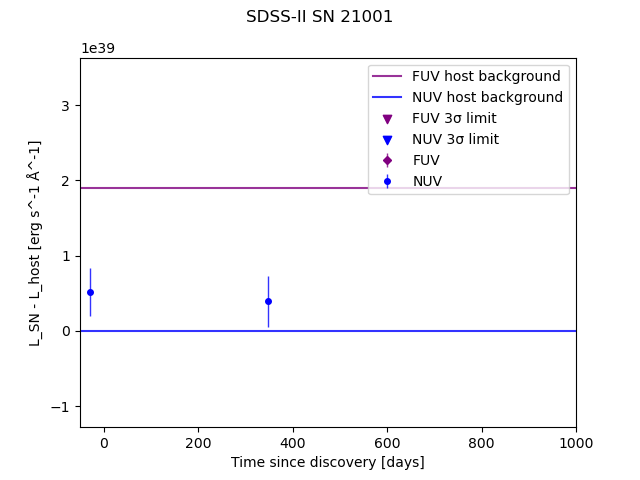 SDSS-II SN 21001
1e39
FUV host background
NUV host background
FUV 3σ limit
NUV 3σ limit
FUV
NUV
3
2
1
0
−1
L_SN - L_host [erg s^-1 Å^-1]
0 200 400 600 800 1000
Time since discovery [days]